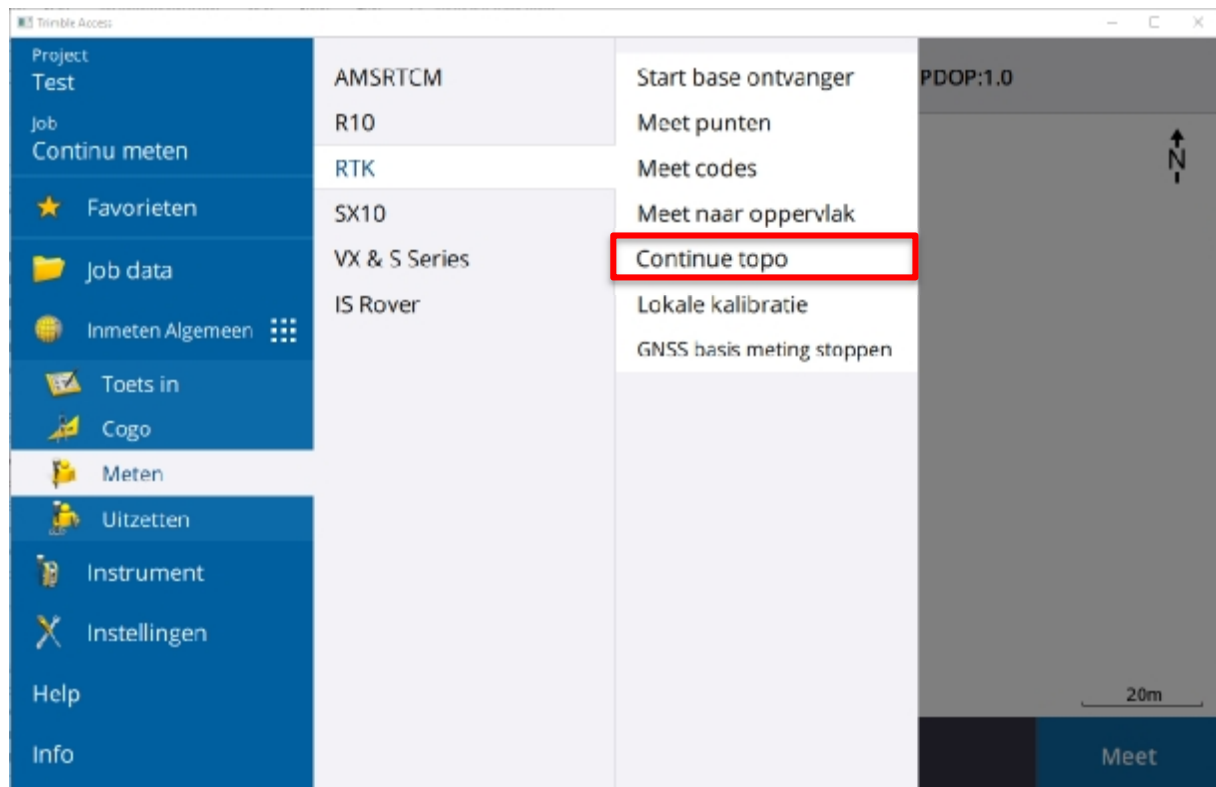 Trimble Access
Project
Test
Job
Continu meten
Favorieten
Job data
Inmeten Algemeen
Toets in
Cogo
Meten
Uitzetten
Instrument
Instellingen
Help
Info
AMSRTCM
R10
RTK
SX10
VX & S Series
IS Rover
Start base ontvanger
Meet punten
Meet codes
Meet naar oppervlak
Continue topo
Lokale kalibratie
GNSS basis meting stoppen
PDOP:1.0
N
20m
Meet